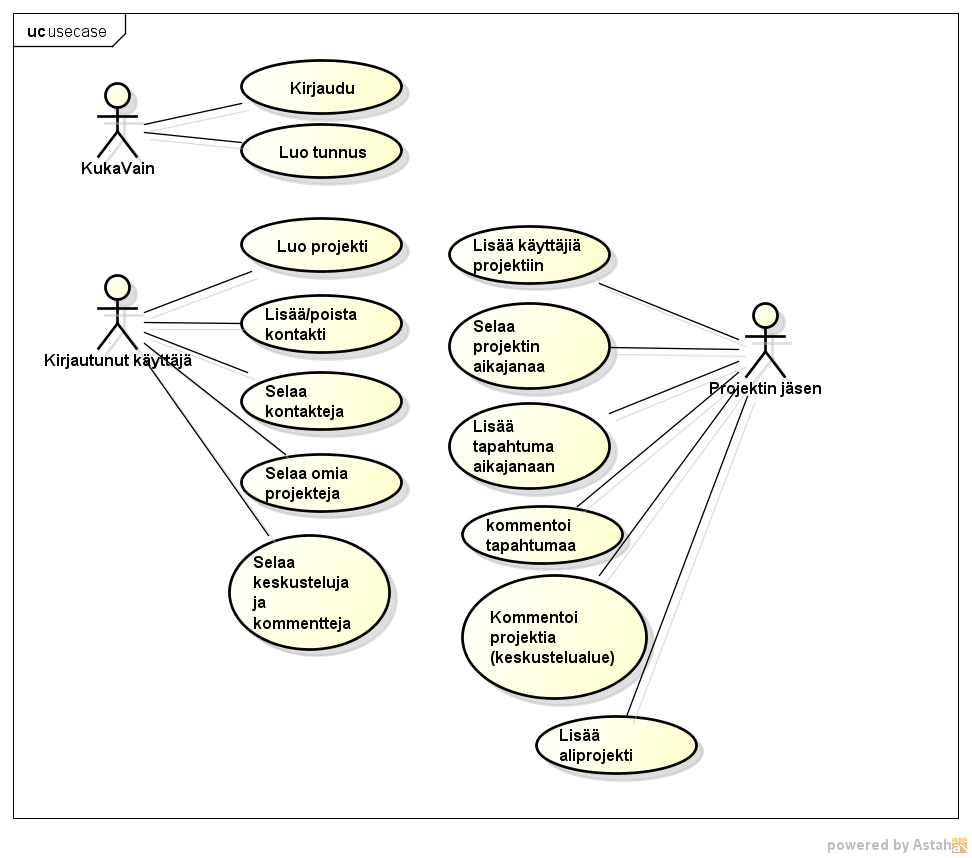 uc usecase
Kirjaudu
Luo tunnus
KukaVain
Luo projekti
Lisää/poista
kontakti
Kirjautunut käyttäjä
Selaa
kontakteja
Selaa omia
projekteja
Selaa
keskusteluja
ja
kommentteja
Lisää käyttäjiä
projektiin
Selaa
projektin
aikajanaa
Projektin jäsen
Lisää
tapahtuma
aikajanaan
kommentoi
tapahtumaa
Kommentoi
projektia
(keskustelualue)
Lisää
aliprojekti
powered by Astah